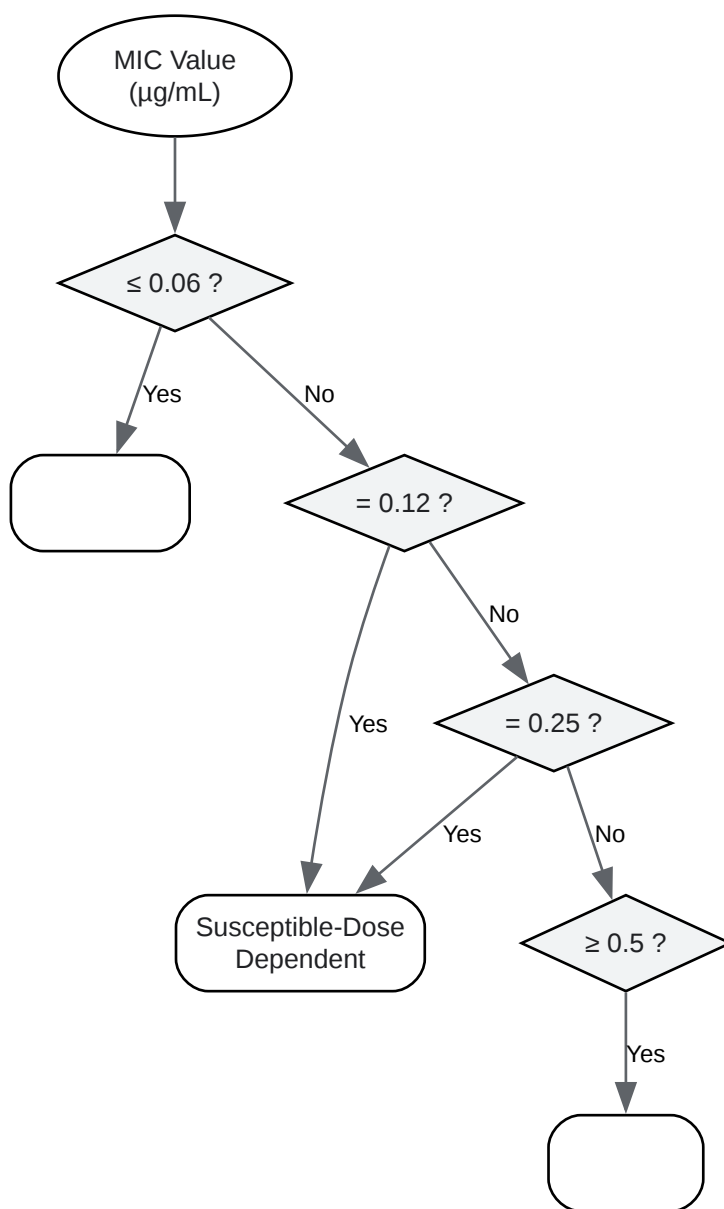 MIC Value
(µg/mL)
≤ 0.06 ?
Yes
No
= 0.12 ?
No
Yes
= 0.25 ?
Yes
No
Susceptible-Dose
Dependent
≥ 0.5 ?
Yes